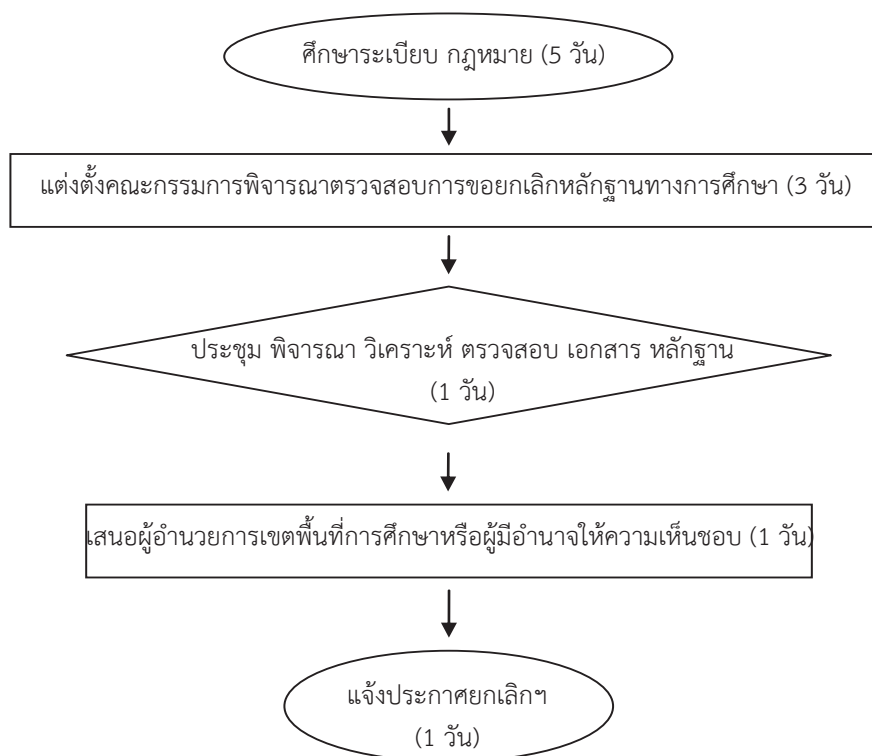 ศึกษาระเบียบ กฎหมาย (5 วัน)
แต่งตั้งคณะกรรมการพิจารณาตรวจสอบการขอยกเลิกหลักฐานทางการศึกษา (3 วัน)
ประชุม พิจารณา วิเคราะห์ ตรวจสอบ เอกสาร หลักฐาน
(1 วัน)
เสนอผู้อำนวยการเขตพื้นที่การศึกษาหรือผู้มีอำนาจให้ความเห็นชอบ (1 วัน)
แจ้งประกาศยกเลิกฯ
(1 วัน)